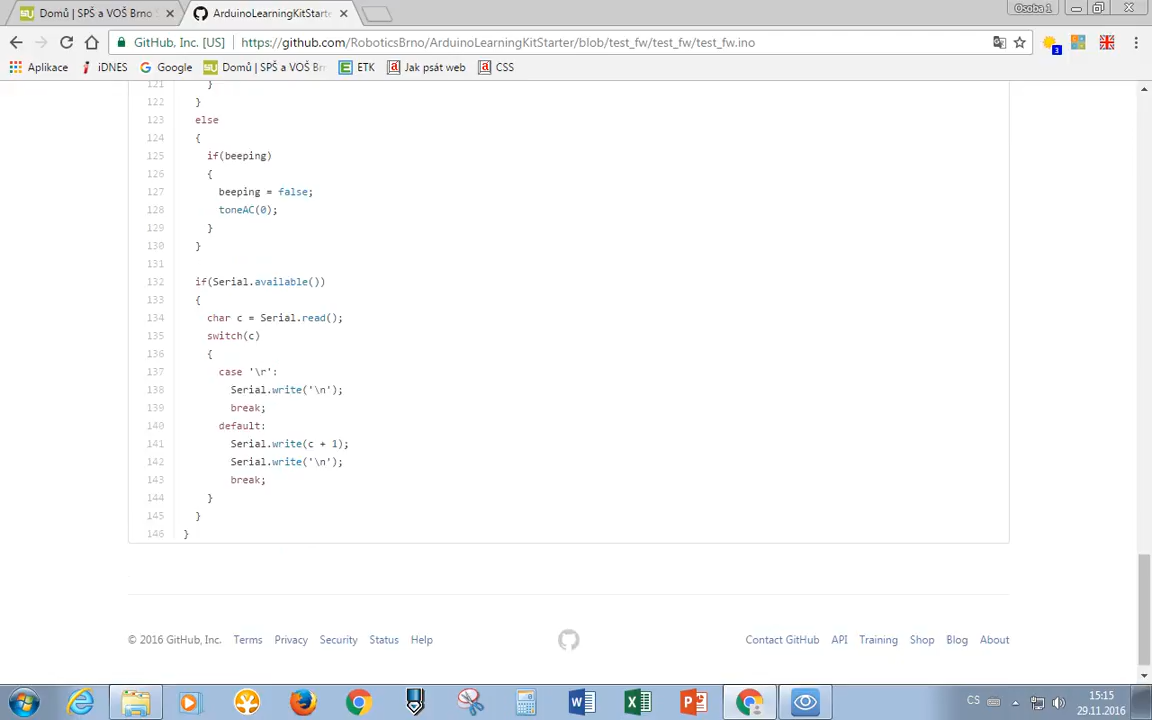 Domů | SPŠ a VOŠ Brno
ArduinoLearningKitStarte
Osoba 1
GitHub, Inc. [US]
https://github.com/RoboticsBrno/ArduinoLearningKitStarter/blob/test_fw/test_fw/test_fw.ino
3
Aplikace
iDNES
Google
Domů | SPŠ a VOŠ Br
ETK
Jak psát web
CSS
121 }
122 }
123 else
124 {
125 if(beeping)
126 {
127 beeping = false;
128 toneAC(0);
129 }
130 }
131
132 if(Serial.available())
133 {
134 char c = Serial.read();
135 switch(c)
136 {
137 case '\r':
138 Serial.write('\n');
139 break;
140 default:
141 Serial.write(c + 1);
142 Serial.write('\n');
143 break;
144 }
145 }
146 }
© 2016 GitHub, Inc. Terms Privacy Security Status Help
Contact GitHub API Training Shop Blog About
CS
15:15
29.11.2016